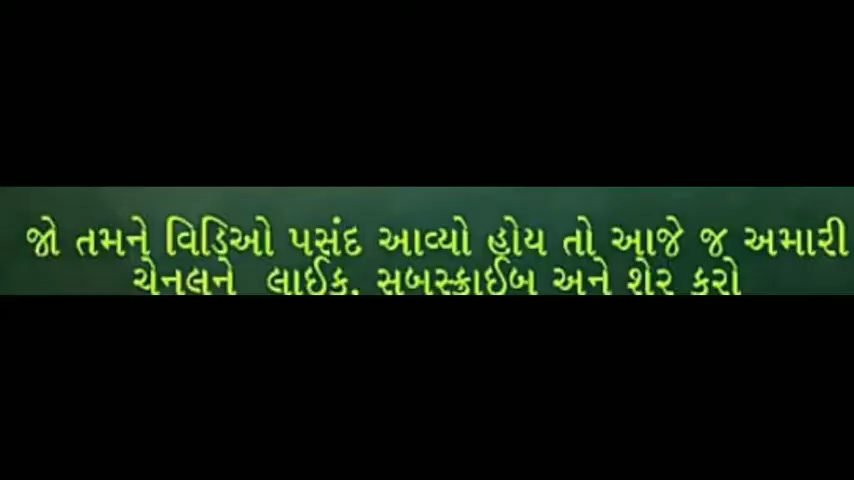 જો તમને વિડિઓ પસંદ આવ્યો હોય તો આજે જ અમારી
ચેનલને લાઈક, સબસ્ક્રાઈબ અને શેર કરો